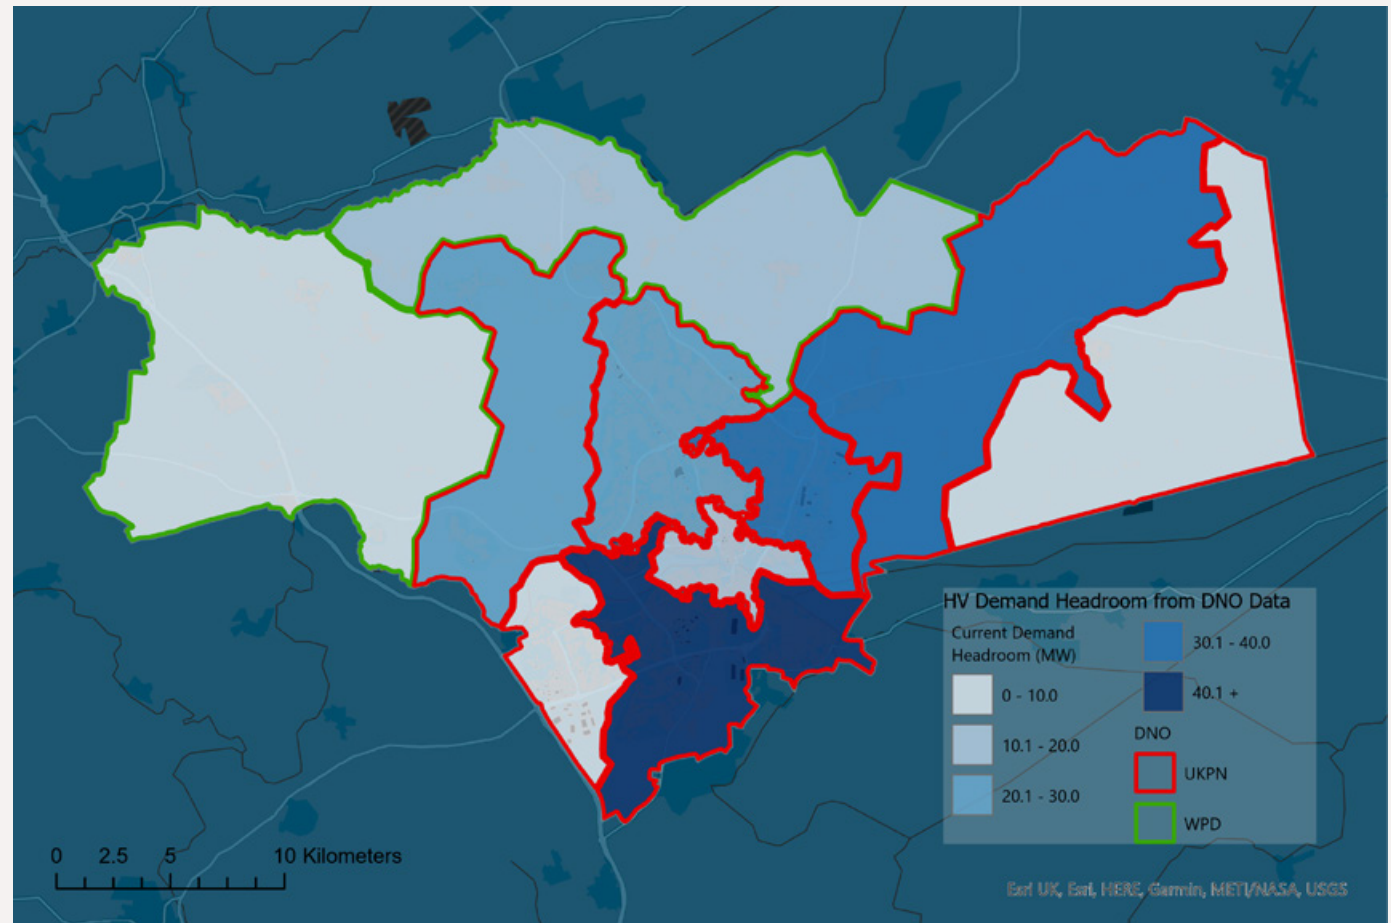 HV Demand Headroom from DNO Data
Current Demand
Headroom (MW)
0 - 10.0
10.1 - 20.0
20.1 - 30.0
30.1 - 40.0
40.1 +
DNO
UKPN
WPD
0 2.5 5 10 Kilometers
Esri UK, Esri, HERE, Garmin, METI/NASA, USGS